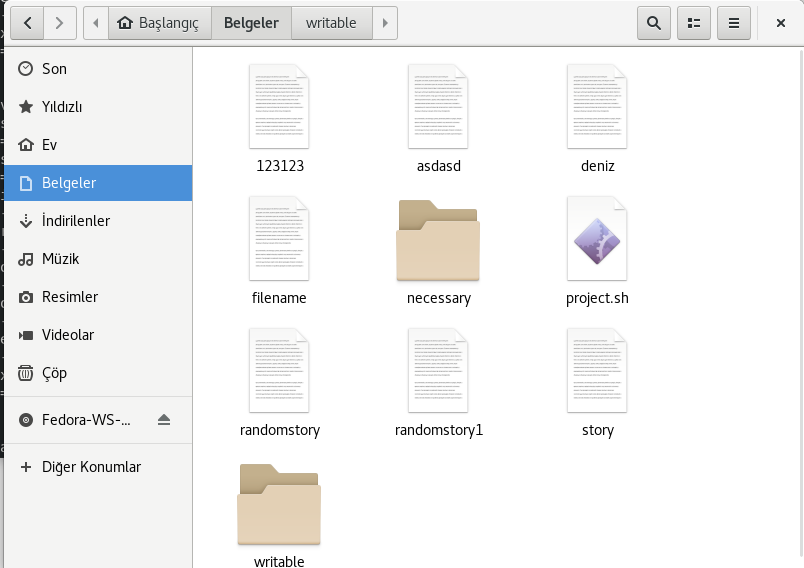 Başlangıç Belgeler writable
Son
Yıldızlı
Ev
Belgeler
İndirilenler
Müzik
Resimler
Videolar
Çöp
Fedora-WS-...
Diğer Konumlar
123123 asdasd deniz
filename necessary project.sh
randomstory randomstory1 story
writable